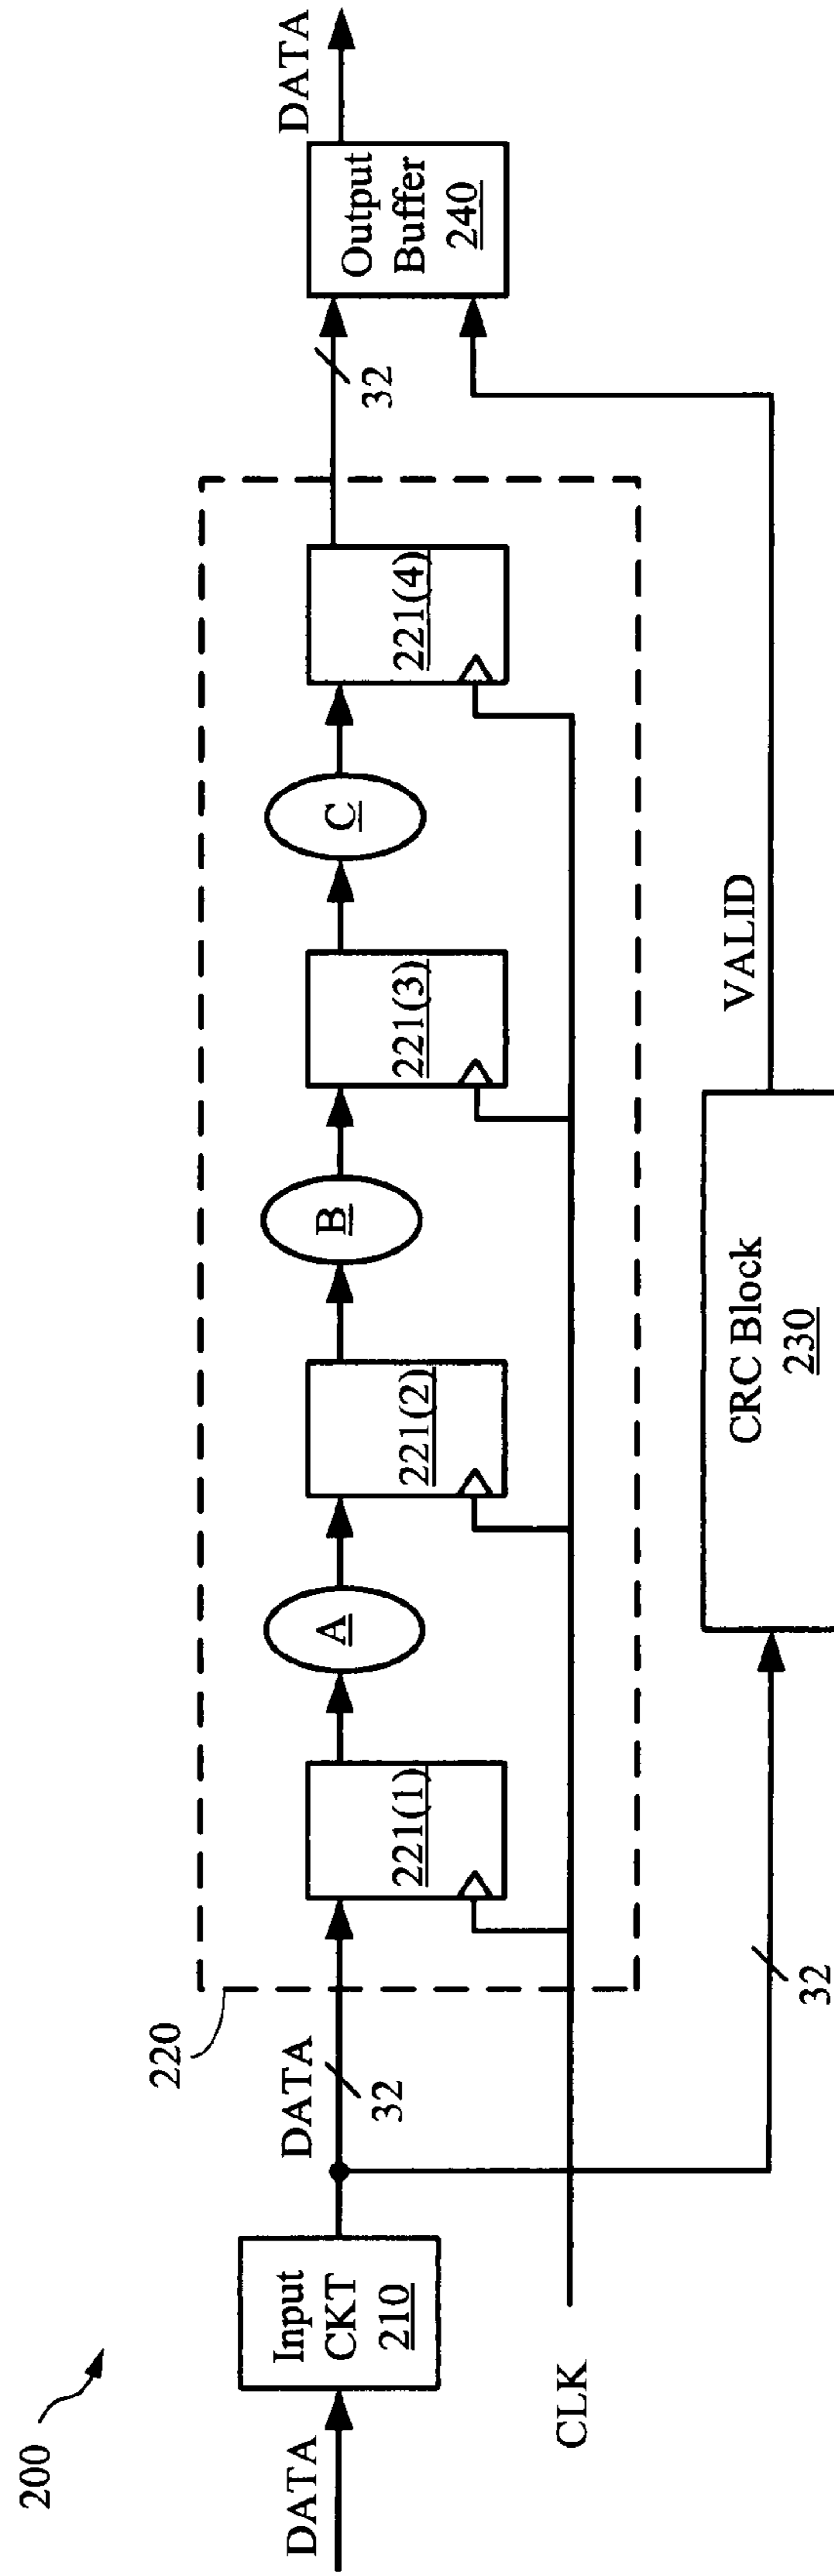 200
DATA
Input
CKT
210
DATA
32
220
221(1)
A
221(2)
B
221(3)
C
221(4)
32
Output
Buffer
240
DATA
CLK
32
CRC Block
230
VALID